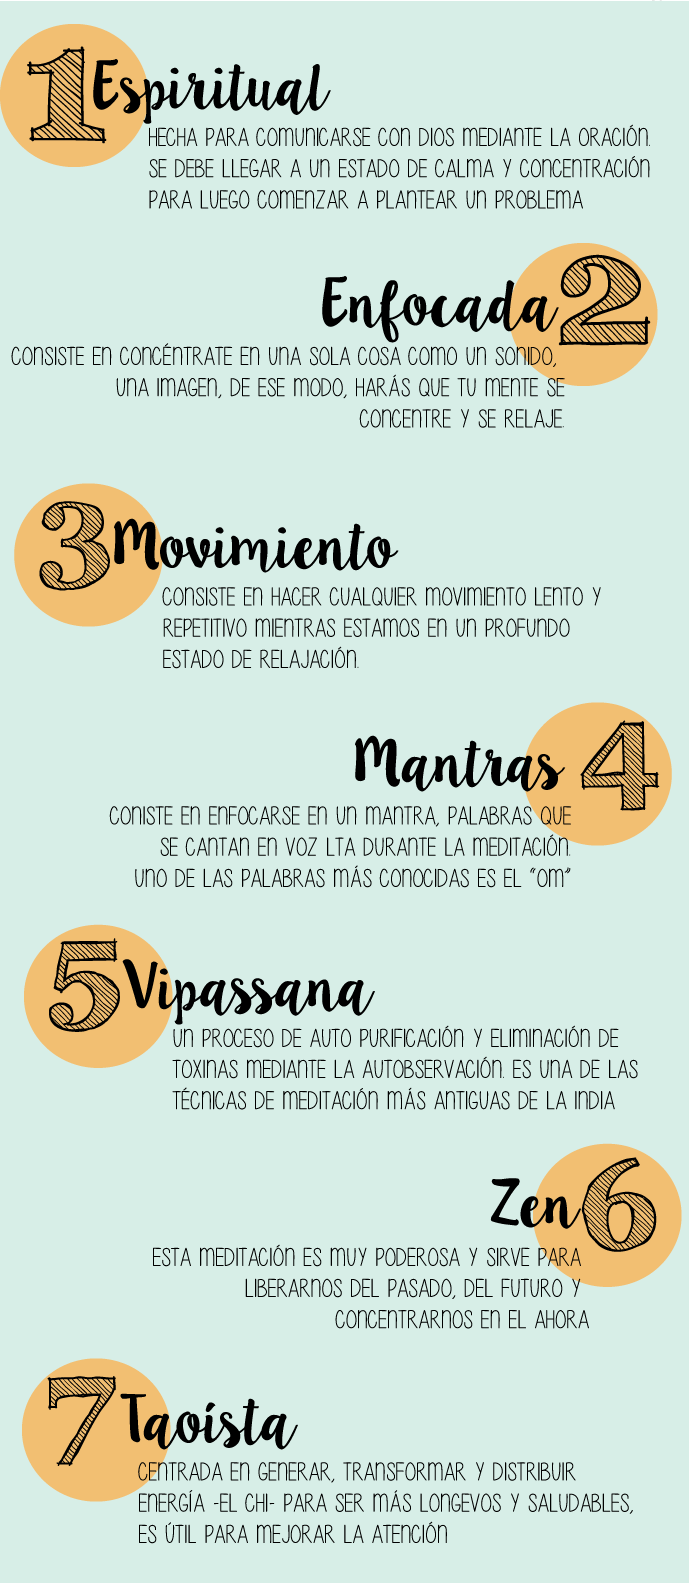 1 Espiritual
HECHA PARA COMUNICARSE CON DIOS MEDIANTE LA ORACIÓN.
SE DEBE LLEGAR A UN ESTADO DE CALMA Y CONCENTRACIÓN
PARA LUEGO COMENZAR A PLANTEAR UN PROBLEMA
Enfocada 2
CONSISTE EN CONCÉNTRATE EN UNA SOLA COSA COMO UN SONIDO,
UNA IMAGEN, DE ESE MODO, HARÁS QUE TU MENTE SE
CONCENTRE Y SE RELAJE.
3 Movimiento
CONSISTE EN HACER CUALQUIER MOVIMIENTO LENTO Y
REPETITIVO MIENTRAS ESTAMOS EN UN PROFUNDO
ESTADO DE RELAJACIÓN.
Mantras 4
CONISTE EN ENFOCARSE EN UN MANTRA, PALABRAS QUE
SE CANTAN EN VOZ LTA DURANTE LA MEDITACIÓN.
UNO DE LAS PALABRAS MÁS CONOCIDAS ES EL "OM"
5 Vipassana
UN PROCESO DE AUTO PURIFICACIÓN Y ELIMINACIÓN DE
TOXINAS MEDIANTE LA AUTOBSERVACIÓN. ES UNA DE LAS
TÉCNICAS DE MEDITACIÓN MÁS ANTIGUAS DE LA INDIA
Zen 6
ESTA MEDITACIÓN ES MUY PODEROSA Y SIRVE PARA
LIBERARNOS DEL PASADO, DEL FUTURO Y
CONCENTRARNOS EN EL AHORA
7 Taoísta
CENTRADA EN GENERAR, TRANSFORMAR Y DISTRIBUIR
ENERGÍA -EL CHI- PARA SER MÁS LONGEVOS Y SALUDABLES,
ES ÚTIL PARA MEJORAR LA ATENCIÓN